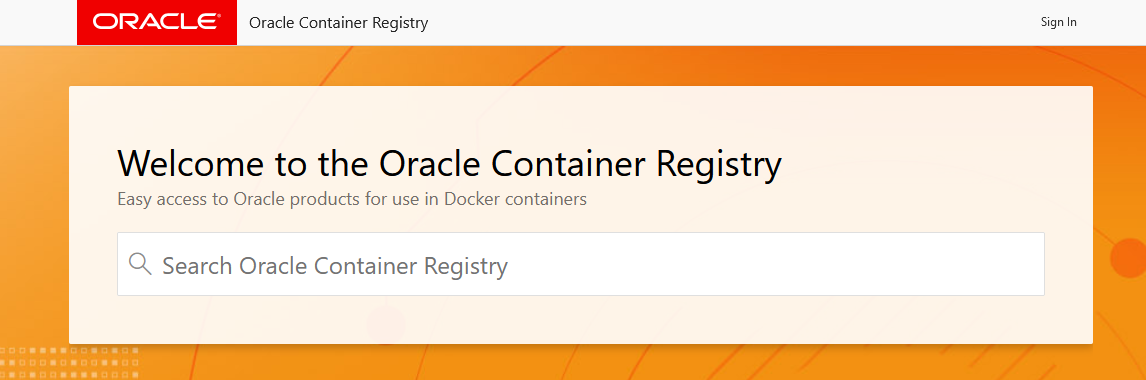 ORACLE® Oracle Container Registry Sign In
Welcome to the Oracle Container Registry
Easy access to Oracle products for use in Docker containers
Search Oracle Container Registry